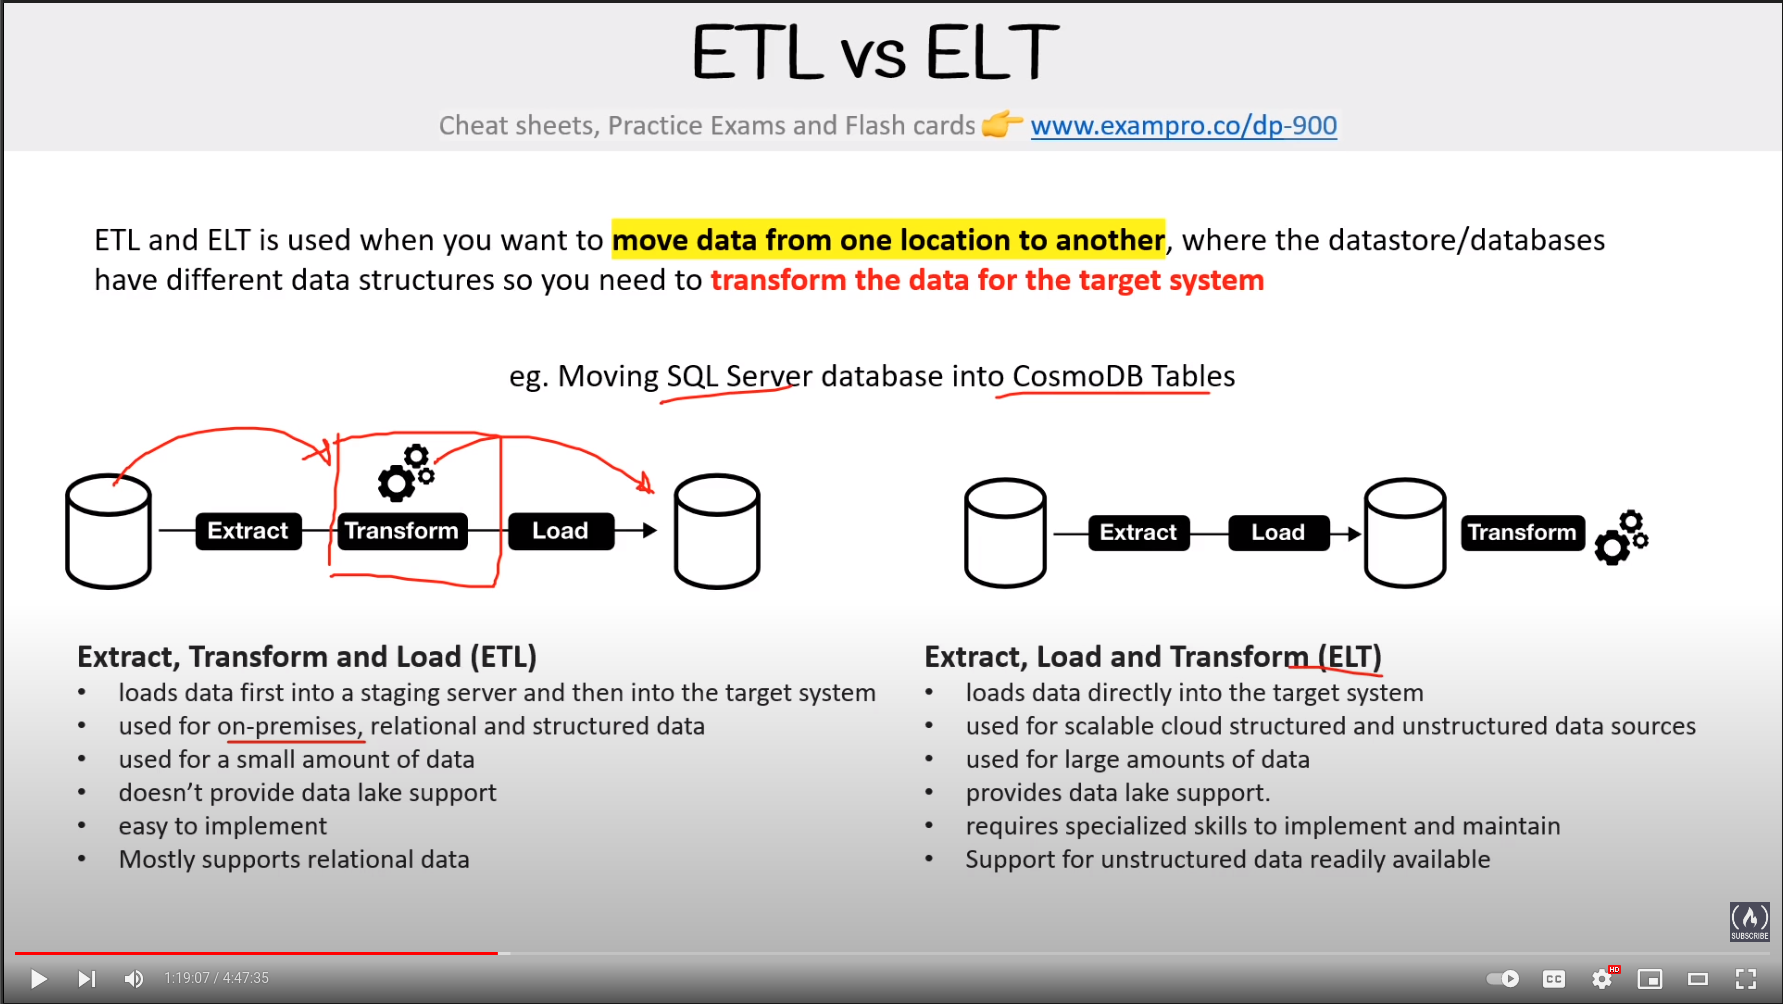 ETL vs ELT
Cheat sheets, Practice Exams and Flash cards 👉 www.exampro.co/dp-900
ETL and ELT is used when you want to move data from one location to another, where the datastore/databases
have different data structures so you need to transform the data for the target system
eg. Moving SQL Server database into CosmoDB Tables
Extract Transform Load
Extract Load Transform
Extract, Transform and Load (ETL)
• loads data first into a staging server and then into the target system
• used for on-premises, relational and structured data
• used for a small amount of data
• doesn’t provide data lake support
• easy to implement
• Mostly supports relational data
Extract, Load and Transform (ELT)
• loads data directly into the target system
• used for scalable cloud structured and unstructured data sources
• used for large amounts of data
• provides data lake support.
• requires specialized skills to implement and maintain
• Support for unstructured data readily available
SUBSCRIBE
1:19:07 / 4:47:35
CC
HD